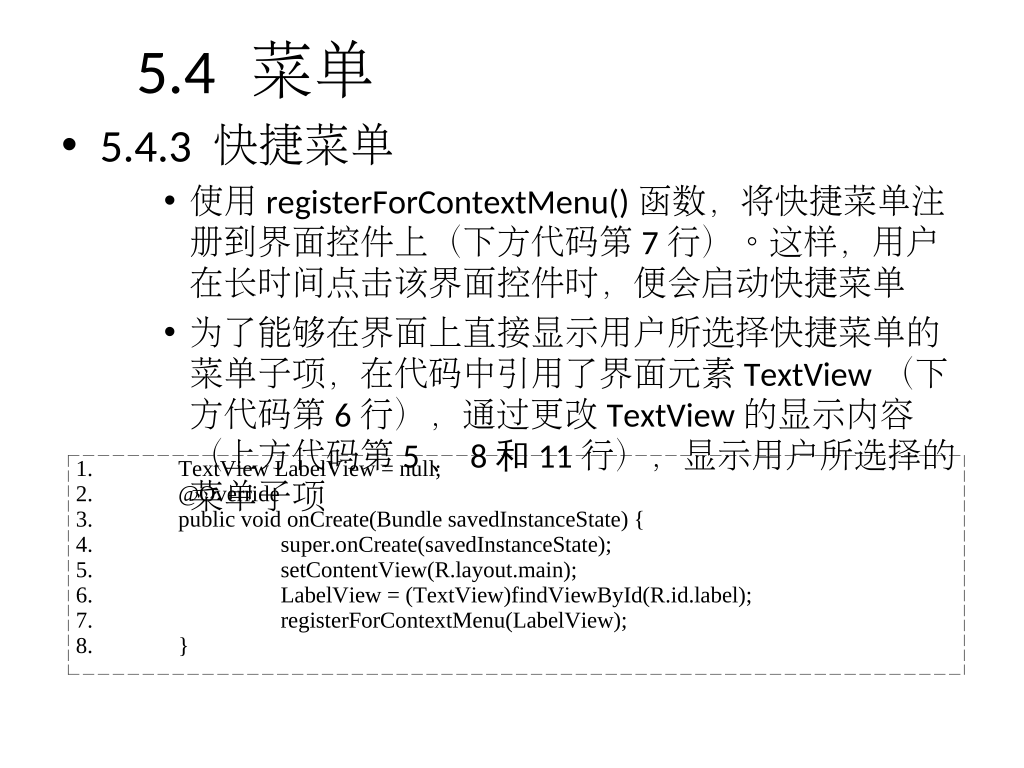 5.4 菜单
• 5.4.3 快捷菜单
• 使用 registerForContextMenu() 函数，将快捷菜单注
册到界面控件上（下方代码第 7 行）。这样，用户
在长时间点击该界面控件时，便会启动快捷菜单
• 为了能够在界面上直接显示用户所选择快捷菜单的
菜单子项，在代码中引用了界面元素 TextView （下
方代码第 6 行），通过更改 TextView 的显示内容
（上方代码第 5 、 8 和 11 行），显示用户所选择的
菜单子项
1. TextView LabelView = null;
2. @Override
3. public void onCreate(Bundle savedInstanceState) {
4. super.onCreate(savedInstanceState);
5. setContentView(R.layout.main);
6. LabelView = (TextView)findViewById(R.id.label);
7. registerForContextMenu(LabelView);
8. }